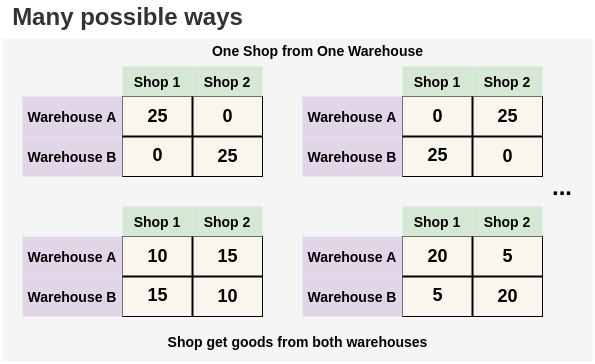 Many possible ways
One Shop from One Warehouse
Shop 1 Shop 2
Warehouse A 25 0
Warehouse B 0 25
Shop 1 Shop 2
Warehouse A 0 25
Warehouse B 25 0
...
Shop 1 Shop 2
Warehouse A 10 15
Warehouse B 15 10
Shop 1 Shop 2
Warehouse A 20 5
Warehouse B 5 20
Shop get goods from both warehouses